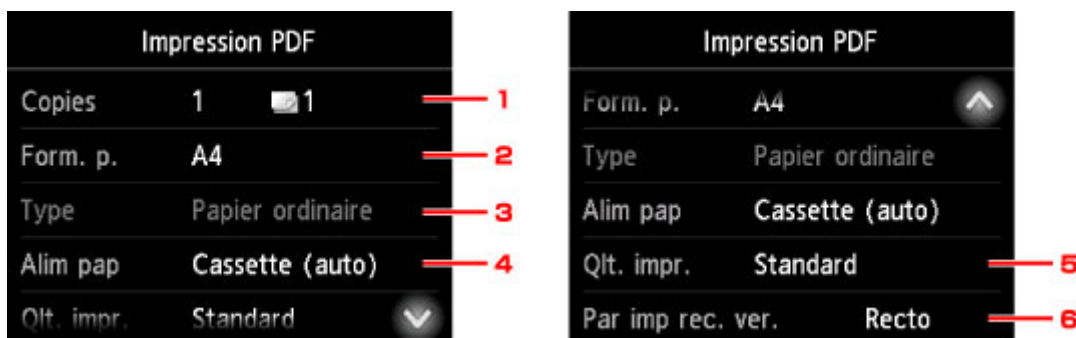 Impression PDF
Copies 1 1 1
Form. p. A4 2
Type Papier ordinaire 3
Alim pap Cassette (auto) 4
Qlt. impr. Standard
Impression PDF
Form. p. A4
Type Papier ordinaire
Alim pap Cassette (auto)
Qlt. impr. Standard 5
Par imp rec. ver. Recto 6